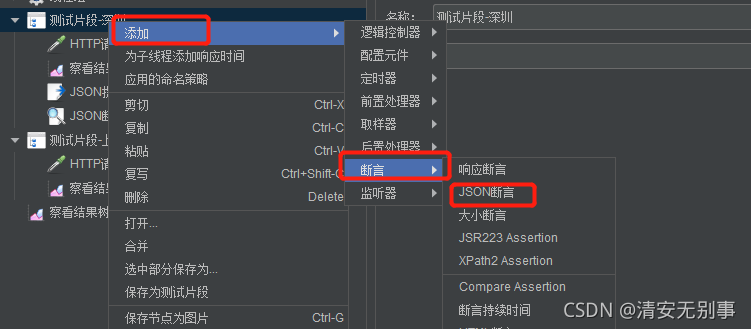 测试片段-深圳
HTTP请
察看结果
JSON提
JSON断
测试片段-上
HTTP请
察看结果
察看结果树
添加
为子线程添加响应时间
应用的命名策略
剪切 Ctrl-X
复制 Ctrl-C
粘贴 Ctrl-V
复写 Ctrl+Shift-C
删除 Delete
打开...
合并
选中部分保存为...
保存为测试片段
保存节点为图片 Ctrl-G
逻辑控制器
配置元件
定时器
前置处理器
取样器
后置处理器
断言
监听器
名称: 测试片段-深圳
响应断言
JSON断言
大小断言
JSR223 Assertion
XPath2 Assertion
Compare Assertion
断言持续时间
CSDN @清安无别事